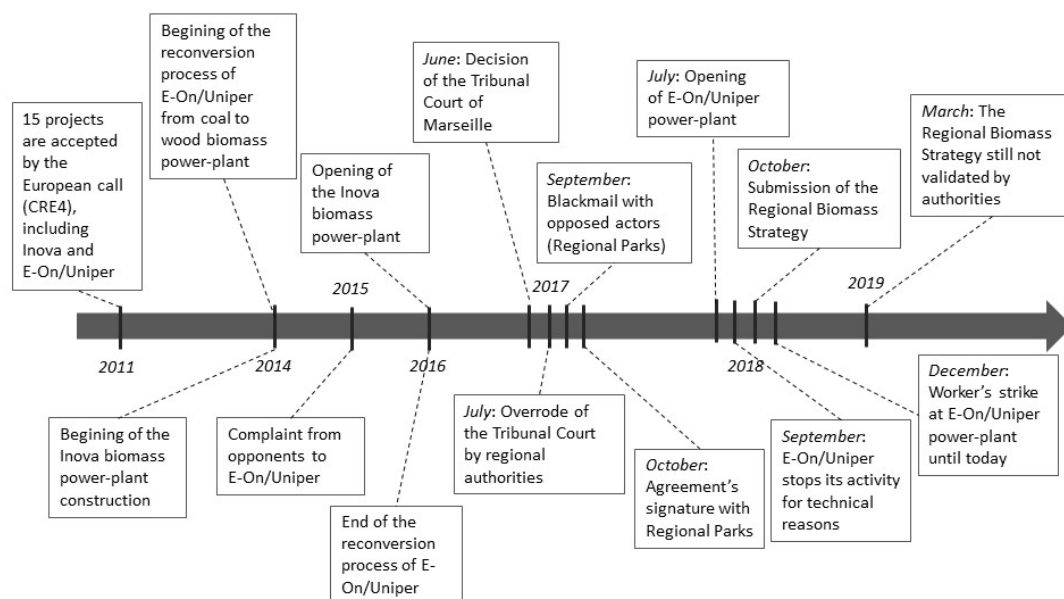 15 projects
are accepted
by the
European call
(CRE4),
including
Inova and
E-On/Uniper
Begining of the
reconversion
process of
E-On/Uniper
from coal to
wood biomass
power-plant
Opening of
the Inova
biomass
power-plant
June: Decision
of the Tribunal
Court of
Marseille
September:
Blackmail with
opposed actors
(Regional Parks)
July: Opening
of E-On/Uniper
power-plant
October:
Submission of the
Regional Biomass
Strategy
March: The
Regional Biomass
Strategy still not
validated by
authorities
2015
2017
2019
2011
2014
2016
2018
Begining of the
Inova biomass
power-plant
construction
Complaint from
opponents to
E-On/Uniper
End of the
reconversion
process of E-
On/Uniper
July: Overrode of
the Tribunal Court
by regional
authorities
October:
Agreement's
signature with
Regional Parks
September:
E-On/Uniper
stops its activity
for technical
reasons
December:
Worker's strike
at E-On/Uniper
power-plant
until today